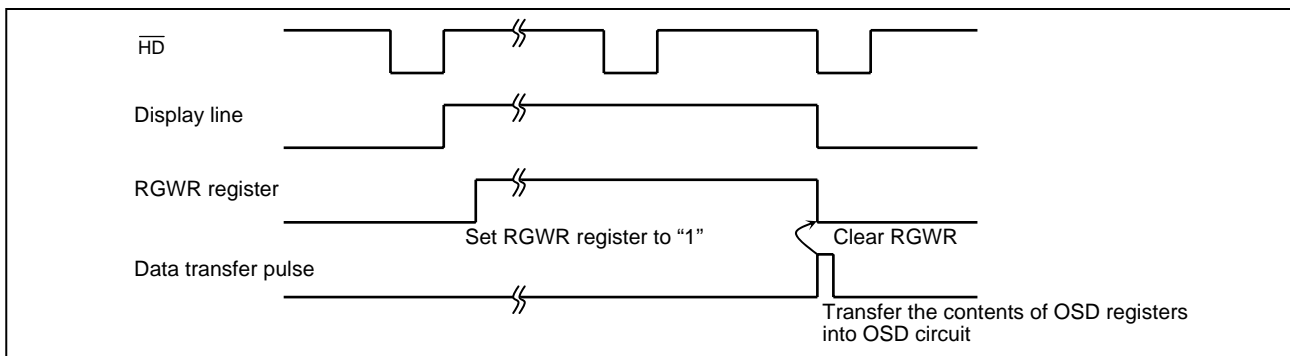 HD
Display line
RGWR register
Set RGWR register to “1”
Clear RGWR
Data transfer pulse
Transfer the contents of OSD registers
into OSD circuit